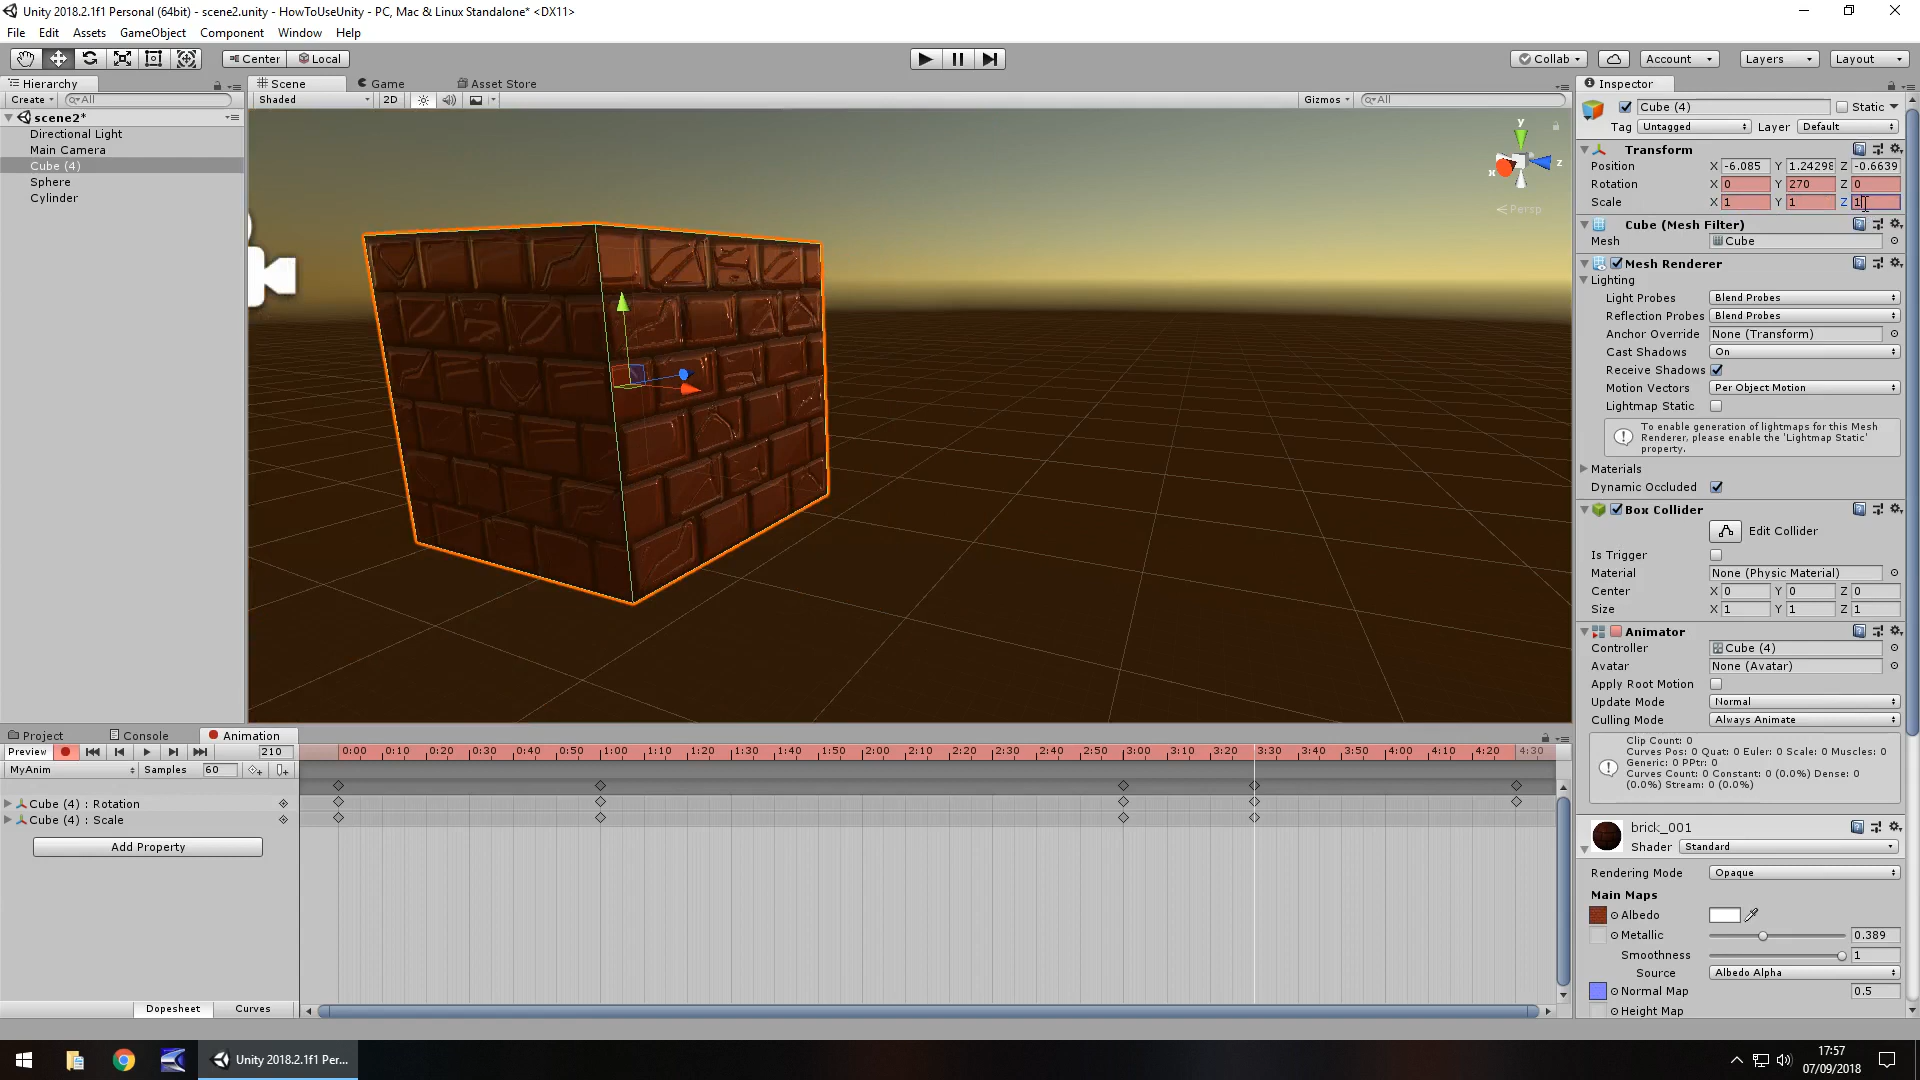 Unity 2018.2.1f1 Personal (64bit) - scene2.unity - HowToUseUnity - PC, Mac & Linux Standalone* <DX11>
File Edit Assets GameObject Component Window Help
Center Local Collab Account Layers Layout
Hierarchy
Create All
scene2*
Directional Light
Main Camera
Cube (4)
Sphere
Cylinder
Scene Game Asset Store
Shaded 2D Gizmos All
y
x z
Persp
Inspector
Cube (4) Static
Tag Untagged Layer Default
Transform
Position X -6.085 Y 1.24298 Z -0.6639
Rotation X 0 Y 270 Z 0
Scale X 1 Y 1 Z 1
Cube (Mesh Filter)
Mesh Cube
Mesh Renderer
Lighting
Light Probes Blend Probes
Reflection Probes Blend Probes
Anchor Override None (Transform)
Cast Shadows On
Receive Shadows
Motion Vectors Per Object Motion
Lightmap Static
To enable generation of lightmaps for this Mesh
Renderer, please enable the 'Lightmap Static'
property.
Materials
Dynamic Occluded
Box Collider
Edit Collider
Is Trigger
Material None (Physic Material)
Center X 0 Y 0 Z 0
Size X 1 Y 1 Z 1
Animator
Controller Cube (4)
Avatar None (Avatar)
Apply Root Motion
Update Mode Normal
Culling Mode Always Animate
Clip Count: 0
Curves Pos: 0 Quat: 0 Euler: 0 Scale: 0 Muscles: 0
Generic: 0 PPtr: 0
Curves Count: 0 Constant: 0 (0.0%) Dense: 0
(0.0%) Stream: 0 (0.0%)
brick_001
Shader Standard
Rendering Mode Opaque
Main Maps
Albedo
Metallic 0.389
Smoothness 1
Source Albedo Alpha
Normal Map 0.5
Height Map
Project Console Animation
Preview 210 0:00 0:10 0:20 0:30 0:40 0:50 1:00 1:10 1:20 1:30 1:40 1:50 2:00 2:10 2:20 2:30 2:40 2:50 3:00 3:10 3:20 3:30 3:40 3:50 4:00 4:10 4:20 4:30
MyAnim Samples 60
Cube (4) : Rotation
Cube (4) : Scale
Add Property
Dopesheet Curves
Unity 2018.2.1f1 Per...
17:57
07/09/2018